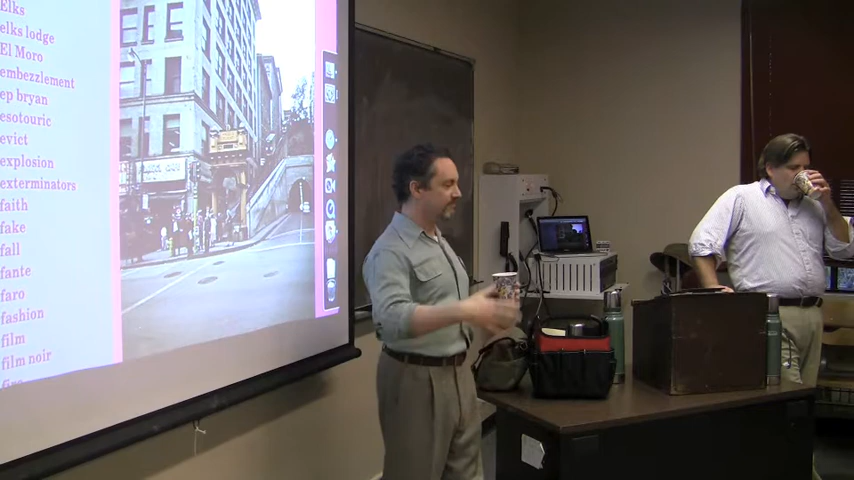 Elks
elks lodge
El Moro
embezzlement
ep bryan
esotouric
evict
explosion
exterminators
faith
fake
fall
fante
faro
fashion
film
film noir